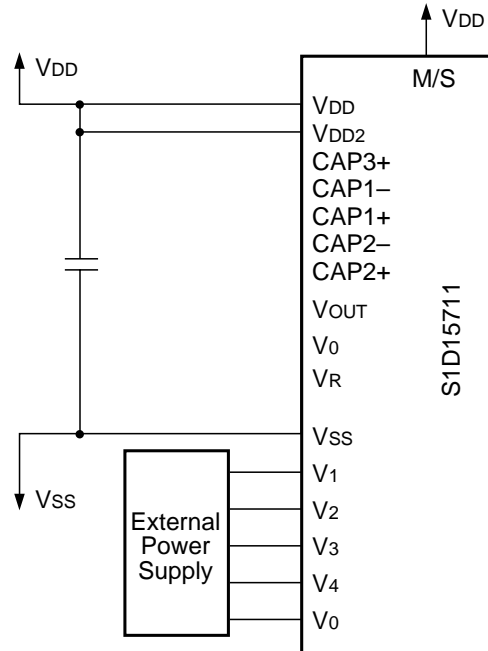 VDD
VDD
M/S
VDD
VDD2
CAP3+
CAP1–
CAP1+
CAP2–
CAP2+
VOUT
V0
VR
S1D15711
VSS
VSS
External
Power
Supply
V1
V2
V3
V4
V0